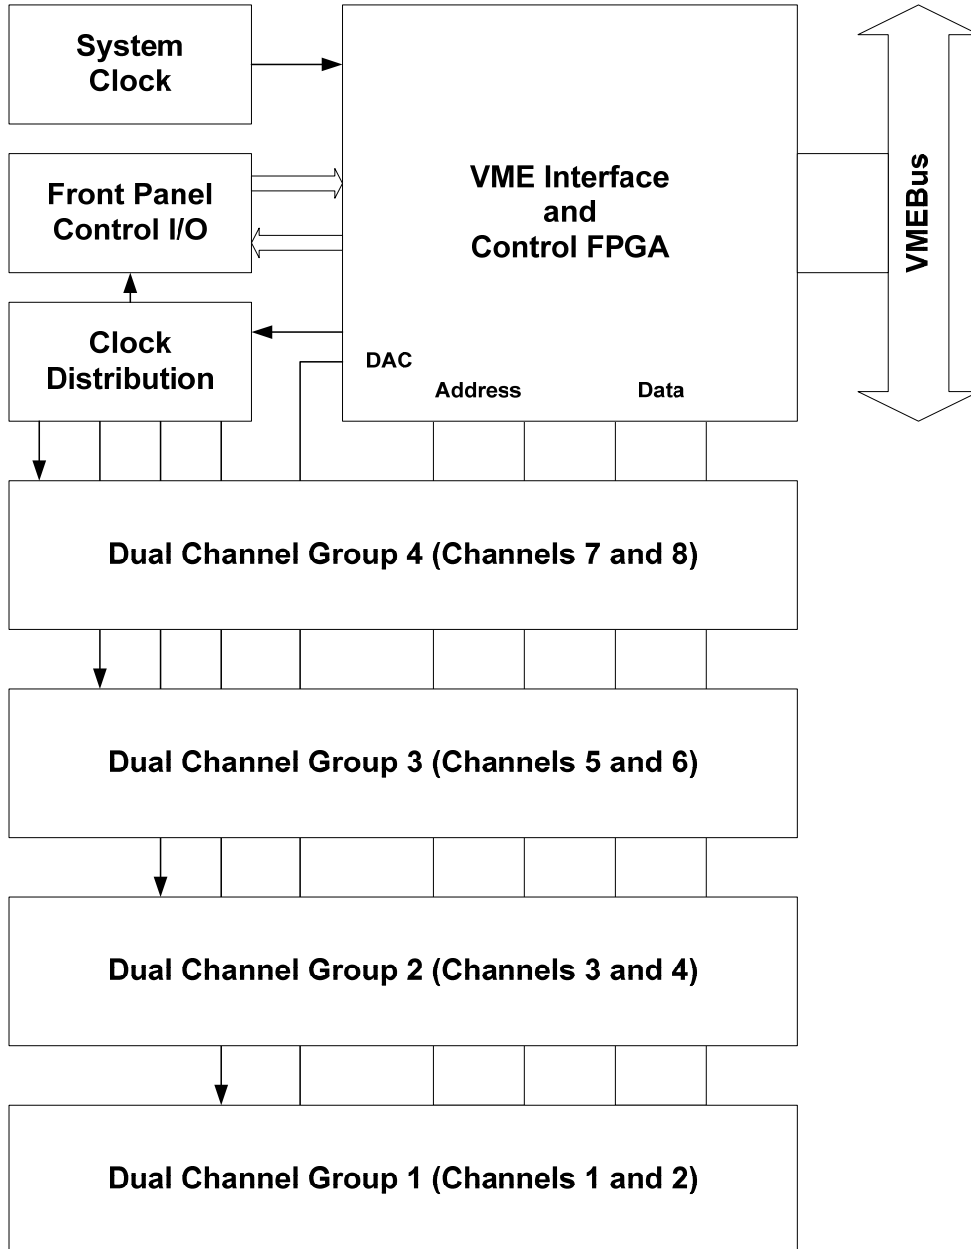 System
Clock
Front Panel
Control I/O
Clock
Distribution
VME Interface
and
Control FPGA
DAC
Address
Data
VMEBus
Dual Channel Group 4 (Channels 7 and 8)
Dual Channel Group 3 (Channels 5 and 6)
Dual Channel Group 2 (Channels 3 and 4)
Dual Channel Group 1 (Channels 1 and 2)